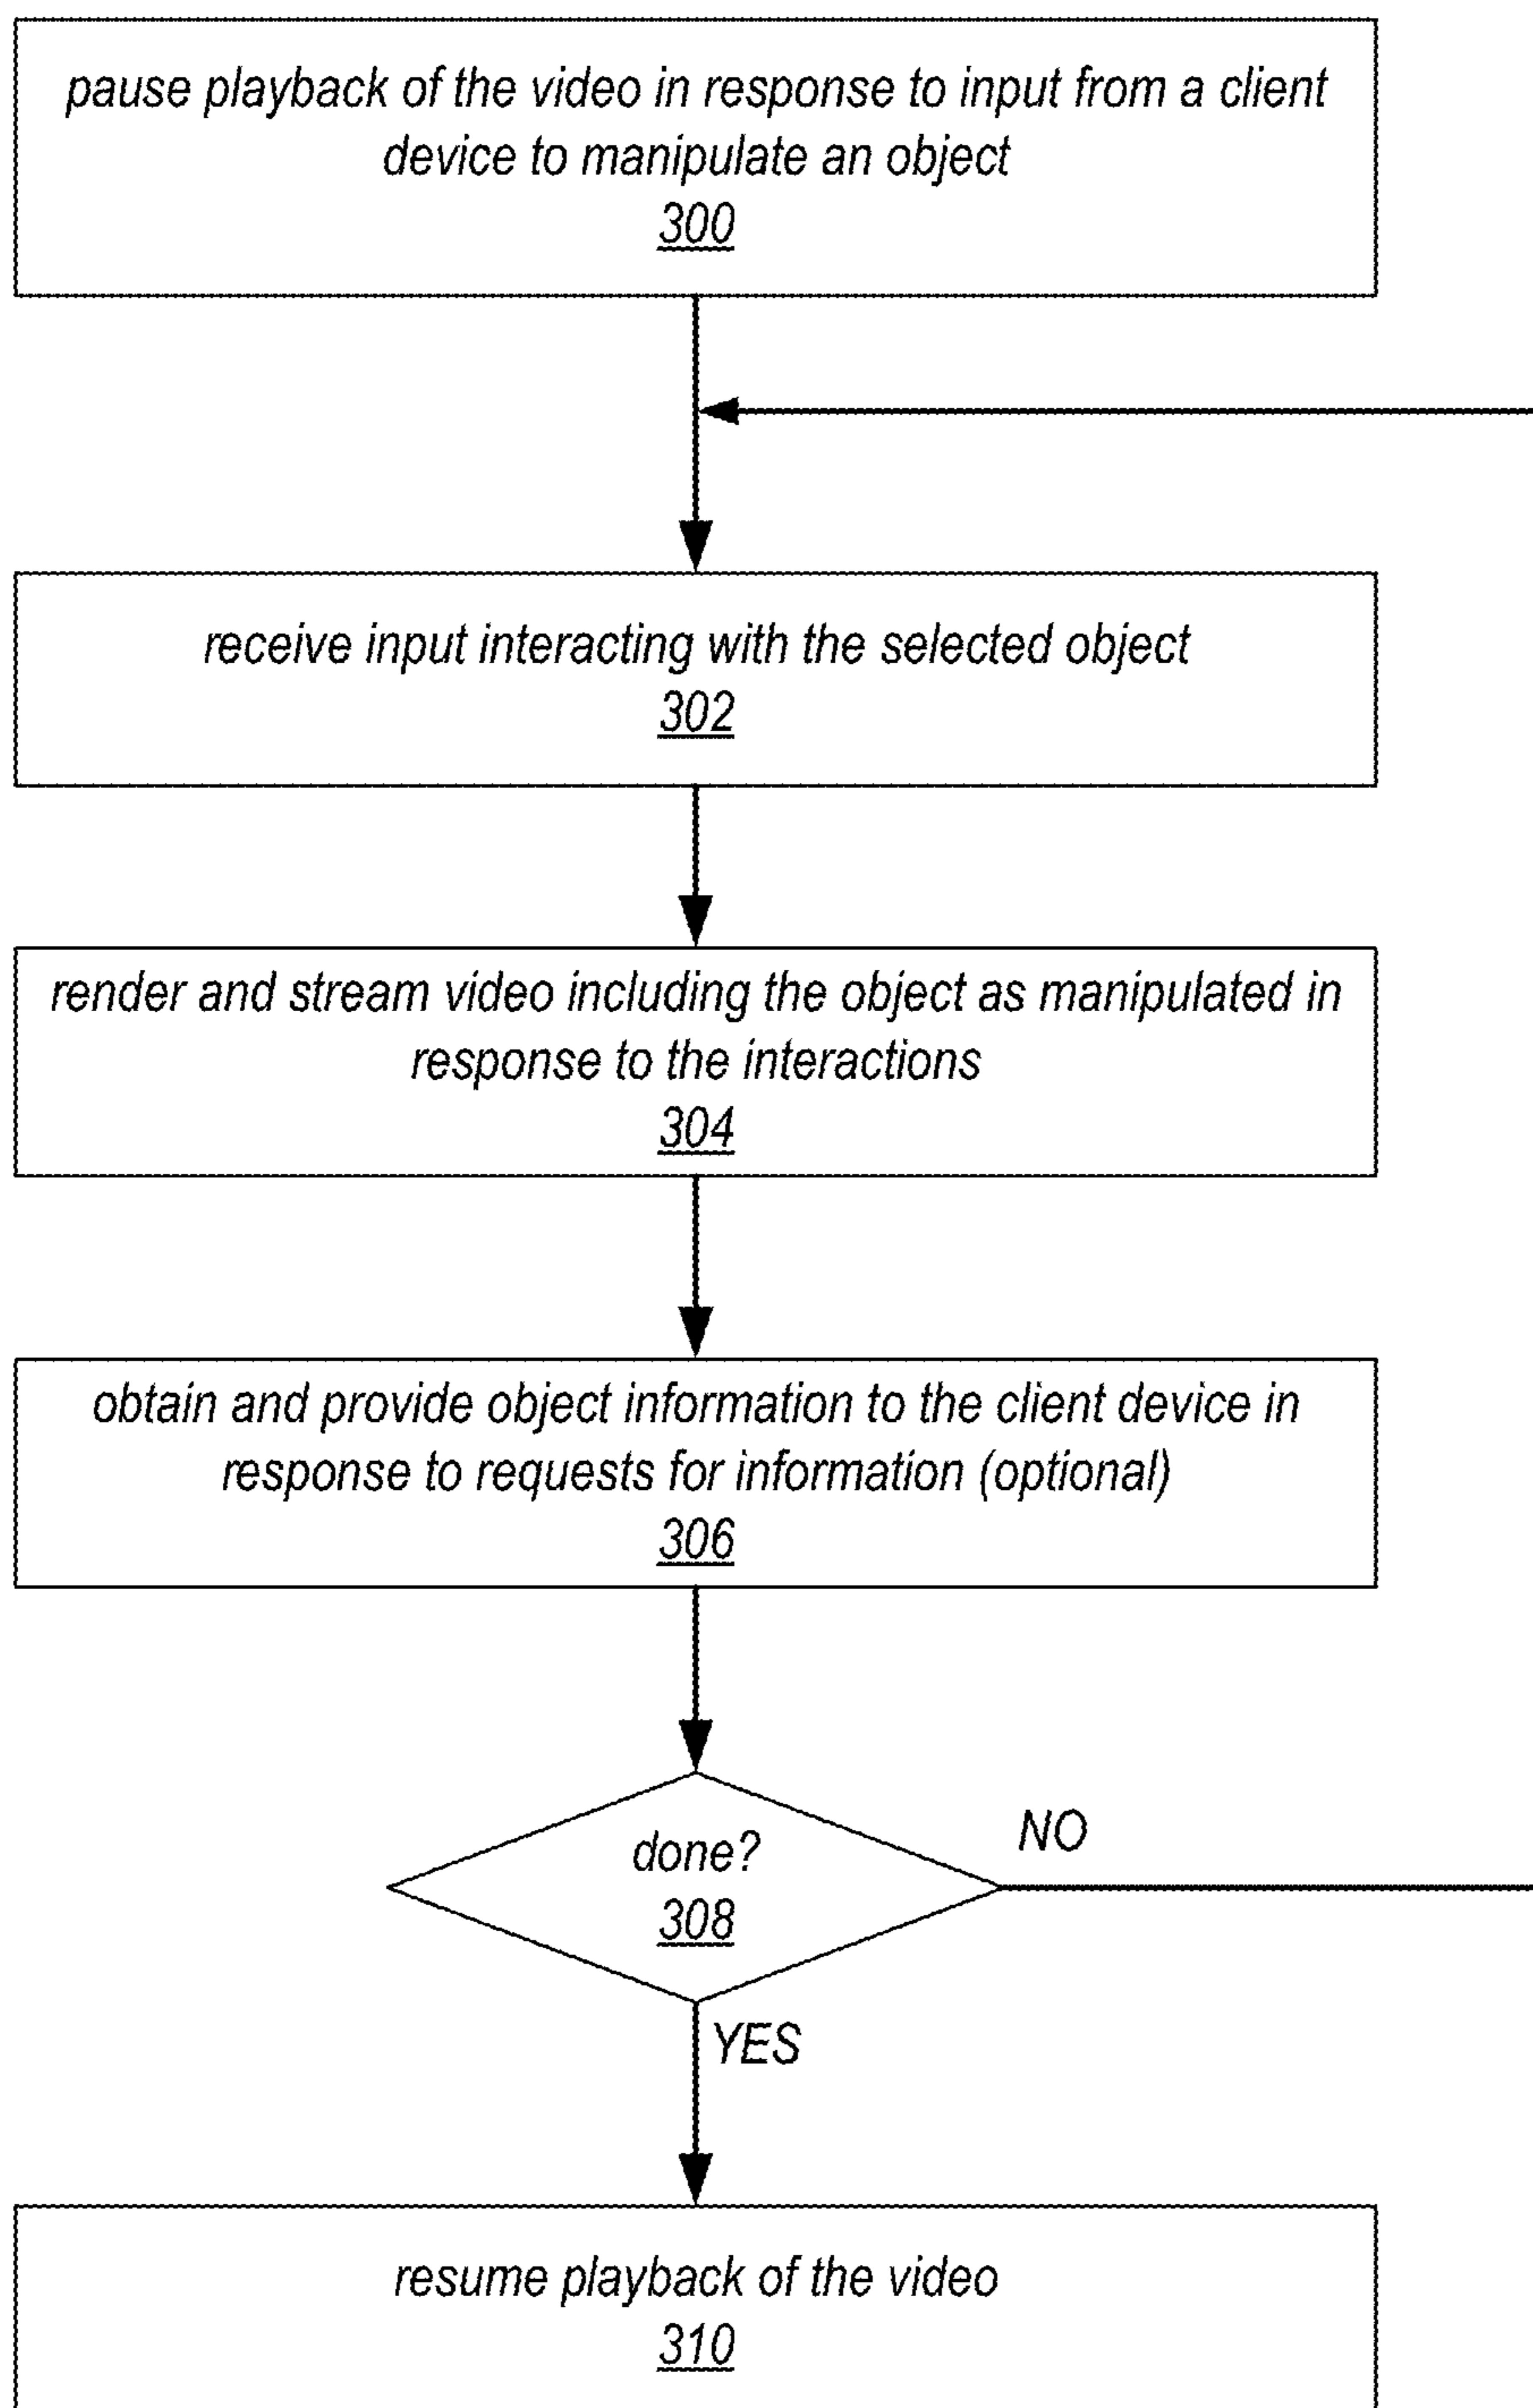 pause playback of the video in response to input from a client
device to manipulate an object
300
receive input interacting with the selected object
302
render and stream video including the object as manipulated in
response to the interactions
304
obtain and provide object information to the client device in
response to requests for information (optional)
306
done?
308
NO
YES
resume playback of the video
310